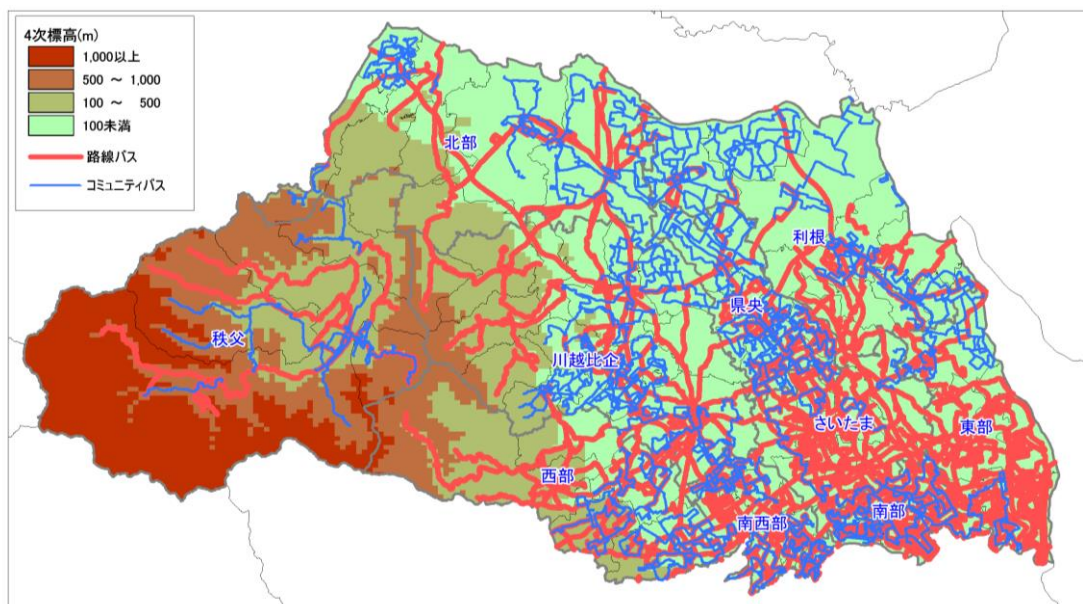 4次標高(m)
1,000以上
500 ～ 1,000
100 ～ 500
100未満
路線バス
コミュニティバス
北部
利根
県央
秩父
川越比企
さいたま
東部
西部
南西部
南部